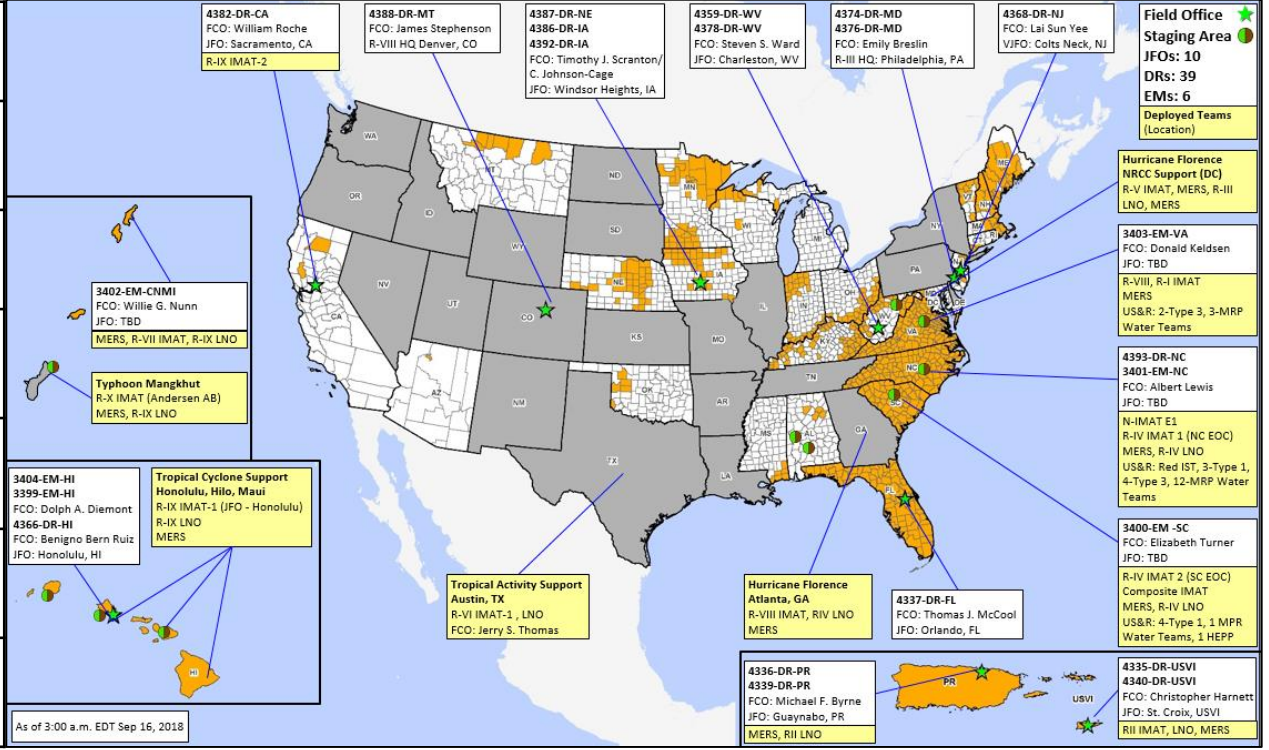 4382-DR-CA
FCO: William Roche
JFO: Sacramento, CA
R-IX IMAT-2
4388-DR-MT
FCO: James Stephenson
R-VIII HQ Denver, CO
4387-DR-NE
4386-DR-IA
4392-DR-IA
FCO: Timothy J. Scranton/
C. Johnson-Cage
JFO: Windsor Heights, IA
4359-DR-WV
4378-DR-WV
FCO: Steven S. Ward
JFO: Charleston, WV
4374-DR-MD
4376-DR-MD
FCO: Emily Breslin
R-III HQ: Philadelphia, PA
4368-DR-NJ
FCO: Lai Sun Yee
VJFO: Colts Neck, NJ
Field Office
Staging Area
JFOs: 10
DRs: 39
EMs: 6
Deployed Teams
(Location)
Hurricane Florence
NRCC Support (DC)
R-V IMAT, MERS, R-III
LNO, MERS
3403-EM-VA
FCO: Donald Keldsen
JFO: TBD
R-VIII, R-I IMAT
MERS
US&R: 2-Type 3, 3-MRP
Water Teams
4393-DR-NC
3401-EM-NC
FCO: Albert Lewis
JFO: TBD
N-IMAT E1
R-IV IMAT 1 (NC EOC)
MERS, R-IV LNO
US&R: Red IST, 3-Type 1,
4-Type 3, 12-MRP Water
Teams
3400-EM -SC
FCO: Elizabeth Turner
JFO: TBD
R-IV IMAT 2 (SC EOC)
Composite IMAT
MERS, R-IV LNO
US&R: 4-Type 1, 1 MPR
Water Teams, 1 HEPP
3402-EM-CNMI
FCO: Willie G. Nunn
JFO: TBD
MERS, R-VII IMAT, R-IX LNO
Typhoon Mangkhut
R-X IMAT (Andersen AB)
MERS, R-IX LNO
3404-EM-HI
3399-EM-HI
FCO: Dolph A. Diemont
4366-DR-HI
FCO: Benigno Bern Ruiz
JFO: Honolulu, HI
Tropical Cyclone Support
Honolulu, Hilo, Maui
R-IX IMAT-1 (JFO - Honolulu)
R-IX LNO
MERS
HI
As of 3:00 a.m. EDT Sep 16, 2018
Tropical Activity Support
Austin, TX
R-VI IMAT-1 , LNO
FCO: Jerry S. Thomas
Hurricane Florence
Atlanta, GA
R-VIII IMAT, RIV LNO
MERS
4337-DR-FL
FCO: Thomas J. McCool
JFO: Orlando, FL
4336-DR-PR
4339-DR-PR
FCO: Michael F. Byrne
JFO: Guaynabo, PR
MERS, RII LNO
PR
USVI
4335-DR-USVI
4340-DR-USVI
FCO: Christopher Harnett
JFO: St. Croix, USVI
RII IMAT, LNO, MERS
WA
OR
ID
MT
ND
SD
MN
WI
MI
WY
NE
IA
NV
UT
CO
CA
KS
MO
IL
IN
OH
PA
NY
VT
NH
ME
MA
RI
DE
MD
DC
WV
VA
KY
NC
TN
SC
AZ
NM
OK
AR
TX
LA
MS
AL
GA
FL